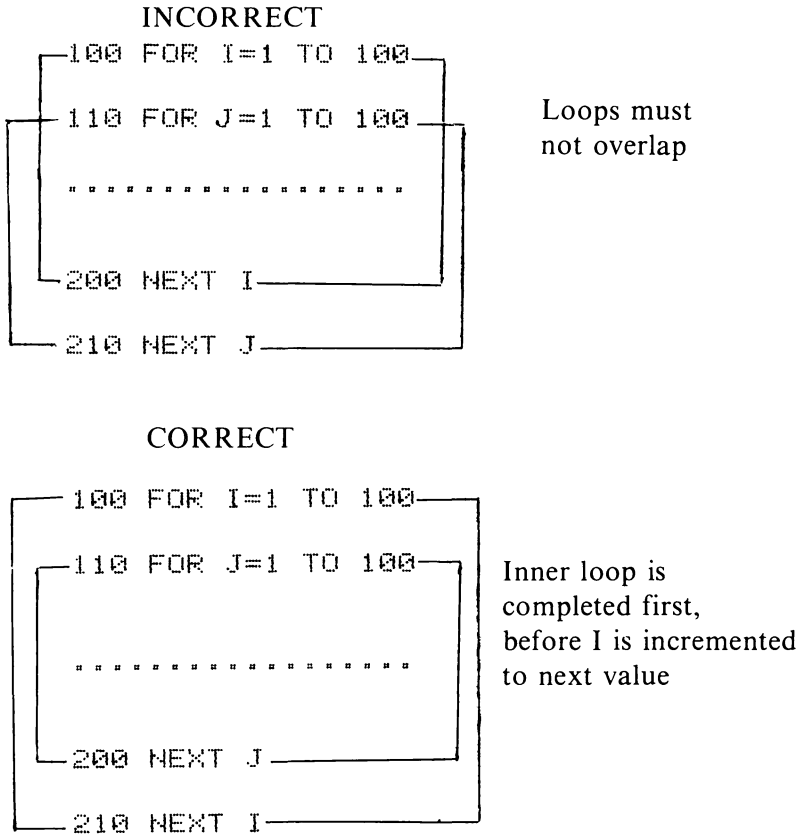 INCORRECT
100 FOR I=1 TO 100
110 FOR J=1 TO 100
Loops must
not overlap
..................
200 NEXT I
210 NEXT J
CORRECT
100 FOR I=1 TO 100
110 FOR J=1 TO 100
Inner loop is
completed first,
before I is incremented
to next value
..................
200 NEXT J
210 NEXT I